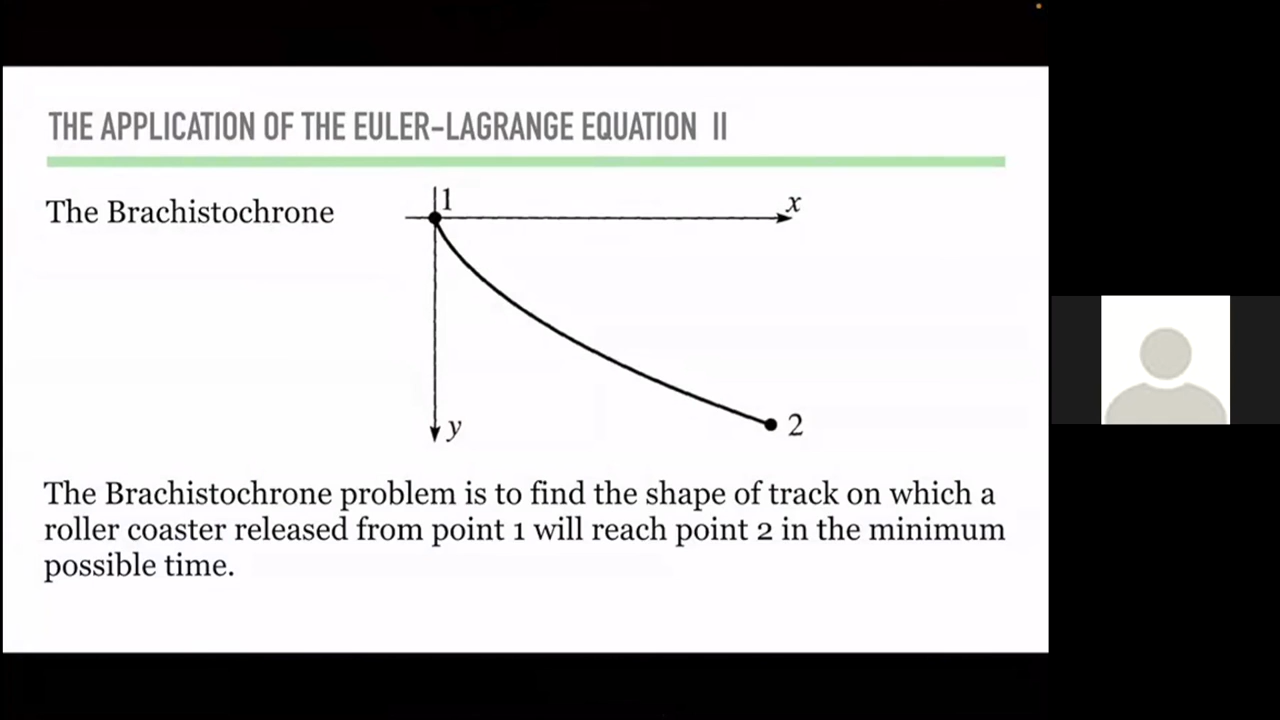 THE APPLICATION OF THE EULER-LAGRANGE EQUATION II
The Brachistochrone
1
x
y
2
The Brachistochrone problem is to find the shape of track on which a
roller coaster released from point 1 will reach point 2 in the minimum
possible time.